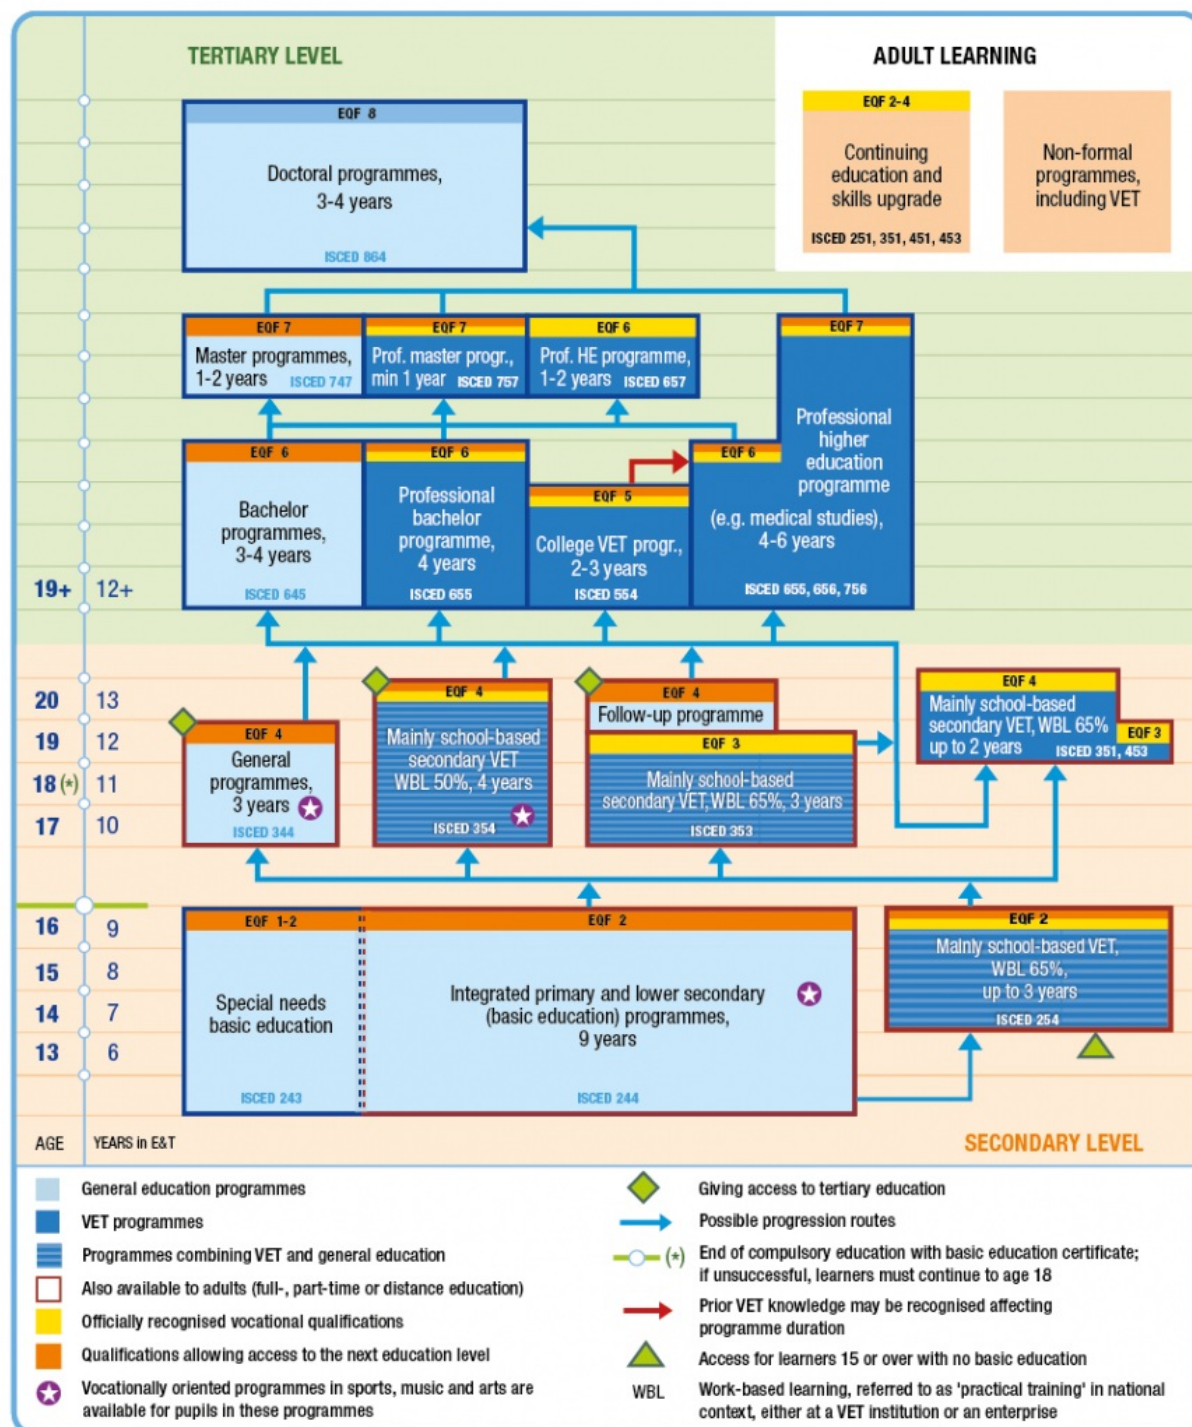 TERTIARY LEVEL
ADULT LEARNING
EQF 8
Doctoral programmes,
3-4 years
ISCED 864
EQF 2-4
Continuing
education and
skills upgrade
ISCED 251, 351, 451, 453
Non-formal
programmes,
including VET
EQF 7
Master programmes,
1-2 years ISCED 747
EQF 7
Prof. master progr.,
min 1 year ISCED 757
EQF 6
Prof. HE programme,
1-2 years ISCED 657
EQF 7
Professional
higher
education
programme
(e.g. medical studies),
4-6 years
ISCED 655, 656, 756
EQF 6
EQF 6
Bachelor
programmes,
3-4 years
ISCED 645
EQF 6
Professional
bachelor
programme,
4 years
ISCED 655
EQF 5
College VET progr.,
2-3 years
ISCED 554
19+ 12+
20 13
19 12
18 (*) 11
17 10
EQF 4
General
programmes,
3 years
ISCED 344
EQF 4
Mainly school-based
secondary VET
WBL 50%, 4 years
ISCED 354
EQF 4
Follow-up programme
EQF 3
Mainly school-based
secondary VET, WBL 65%, 3 years
ISCED 353
EQF 4
Mainly school-based
secondary VET, WBL 65%
up to 2 years ISCED 351, 453
EQF 3
16 9
15 8
14 7
13 6
EQF 1-2
Special needs
basic education
ISCED 243
EQF 2
Integrated primary and lower secondary
(basic education) programmes,
9 years
ISCED 244
EQF 2
Mainly school-based VET,
WBL 65%,
up to 3 years
ISCED 254
AGE YEARS in E&T
SECONDARY LEVEL
General education programmes
VET programmes
Programmes combining VET and general education
Also available to adults (full-, part-time or distance education)
Officially recognised vocational qualifications
Qualifications allowing access to the next education level
Vocationally oriented programmes in sports, music and arts are
available for pupils in these programmes
Giving access to tertiary education
Possible progression routes
(*) End of compulsory education with basic education certificate;
if unsuccessful, learners must continue to age 18
Prior VET knowledge may be recognised affecting
programme duration
Access for learners 15 or over with no basic education
WBL Work-based learning, referred to as 'practical training' in national
context, either at a VET institution or an enterprise